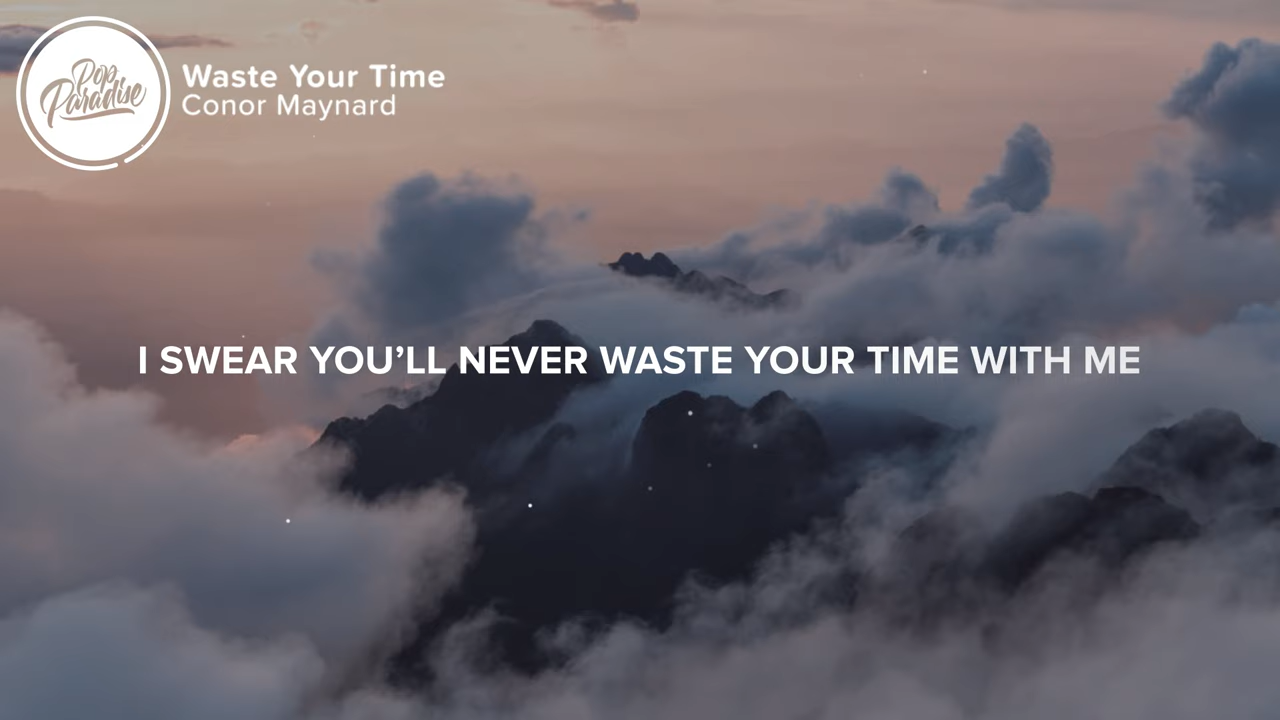 Pop
Paradise
Waste Your Time
Conor Maynard
I SWEAR YOU’LL NEVER WASTE YOUR TIME WITH ME